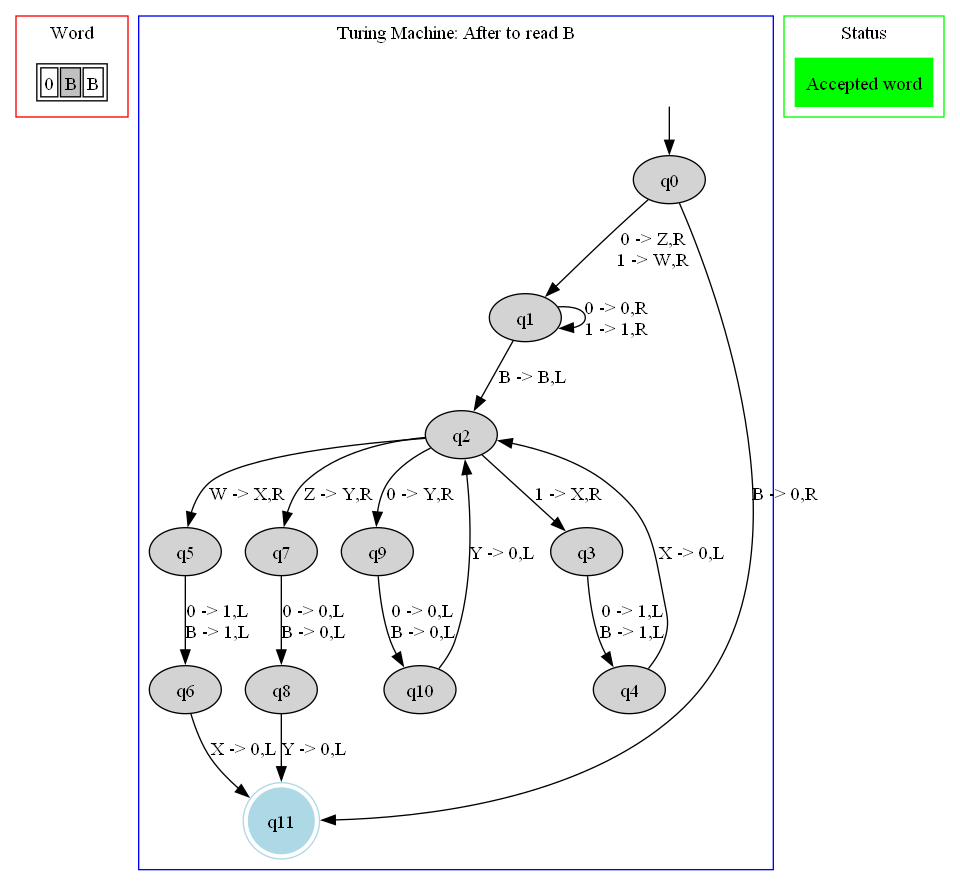 Word
0 B B
Turing Machine: After to read B
Status
Accepted word
q0
0 -> Z,R
1 -> W,R
q1
0 -> 0,R
1 -> 1,R
B -> B,L
q2
W -> X,R
Z -> Y,R
0 -> Y,R
1 -> X,R
B -> 0,R
q5
q7
q9
q3
Y -> 0,L
X -> 0,L
0 -> 1,L
B -> 1,L
0 -> 0,L
B -> 0,L
0 -> 0,L
B -> 0,L
0 -> 1,L
B -> 1,L
q6
q8
q10
q4
X -> 0,L
Y -> 0,L
q11